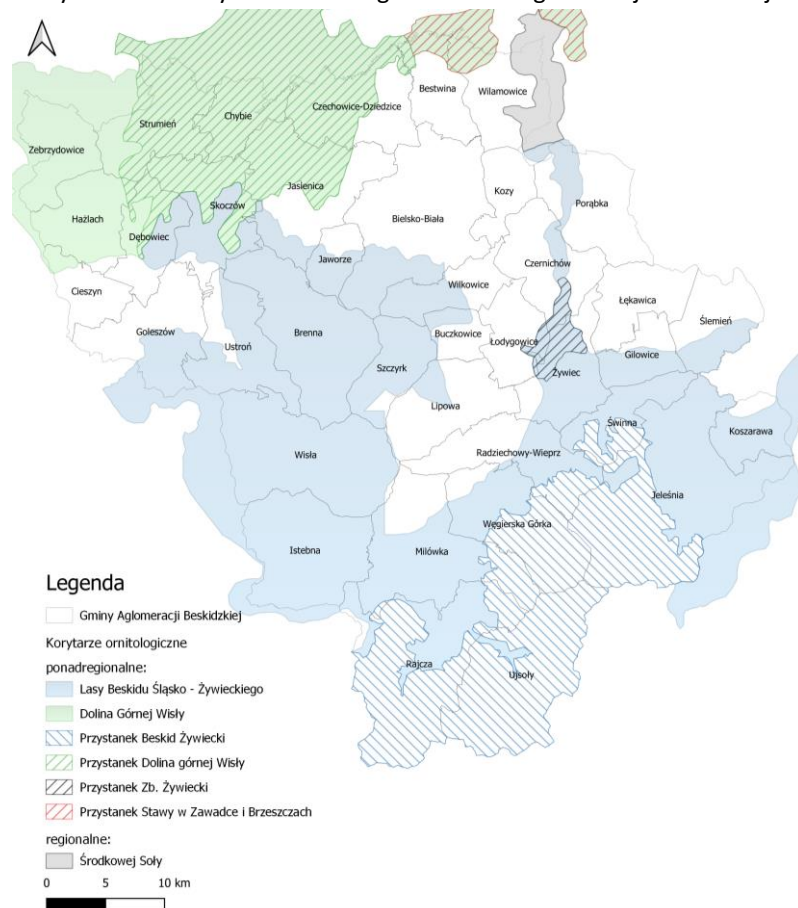 Bestwina
Wilamowice
Czechowice-Dziedzice
Chybie
Strumień
Zebrzydowice
Jasienica
Kozy
Skoczów
Porąbka
Hażlach
Bielsko-Biała
Dębowiec
Jaworze
Czernichów
Cieszyn
Wilkowice
Łękawica
Ślemień
Goleszów
Brenna
Buczkowice
Łodygowice
Ustroń
Gilowice
Szczyrk
Żywiec
Lipowa
Świnna
Koszarawa
Wisła
Radziechowy-Wieprz
Jeleśnia
Węgierska Górka
Istebna
Milówka
Rajcza
Ujsoły
Legenda
Gminy Aglomeracji Beskidzkiej
Korytarze ornitologiczne
ponadregionalne:
Lasy Beskidu Śląsko - Żywieckiego
Dolina Górnej Wisły
Przystanek Beskid Żywiecki
Przystanek Dolina górnej Wisły
Przystanek Zb. Żywiecki
Przystanek Stawy w Zawadce i Brzeszczach
regionalne:
Środkowej Soły
0 5 10 km